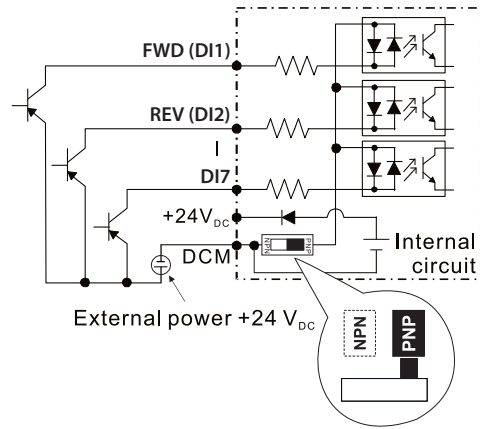 FWD (DI1)
REV (DI2)
DI7
+24VDC
DCM
NPN
PNP
Internal
circuit
External power +24 VDC
NPN
PNP